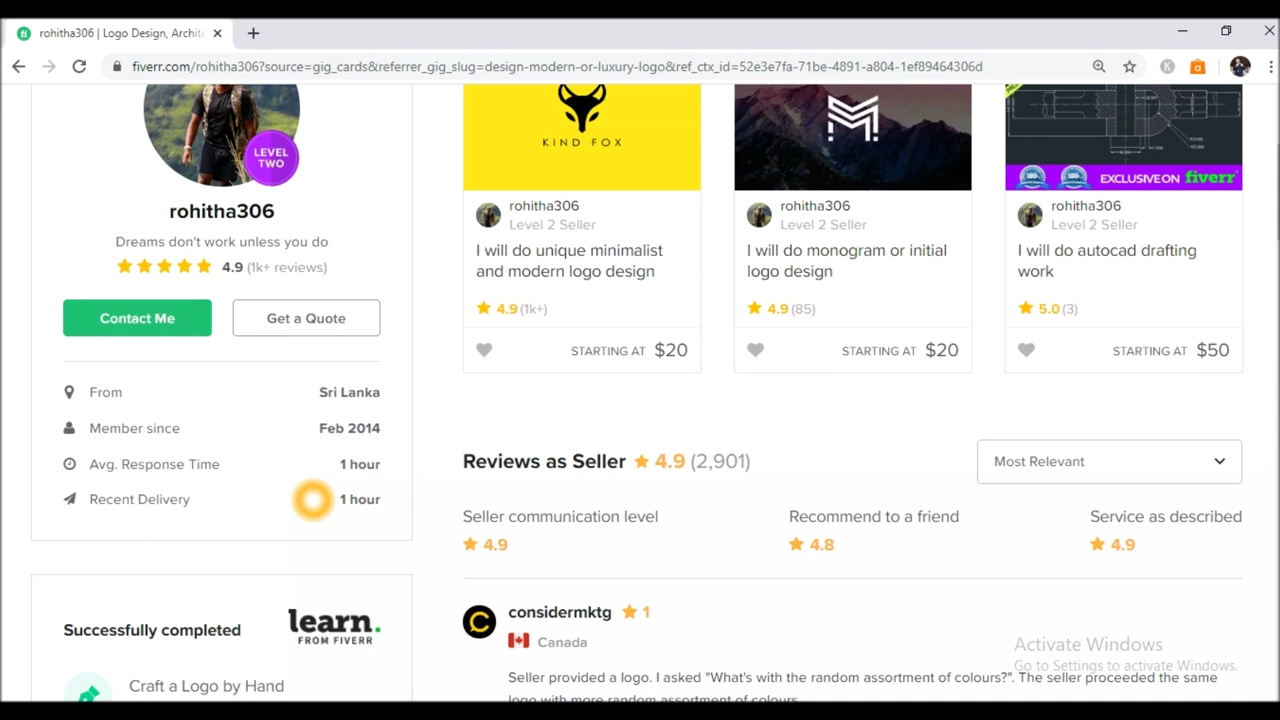 rohitha306 | Logo Design, Archite
fiverr.com/rohitha306?source=gig_cards&referrer_gig_slug=design-modern-or-luxury-logo&ref_ctx_id=52e3e7fa-71be-4891-a804-1ef89464306d
LEVEL
TWO
rohitha306
Dreams don't work unless you do
4.9 (1k+ reviews)
Contact Me
Get a Quote
From
Sri Lanka
Member since
Feb 2014
Avg. Response Time
1 hour
Recent Delivery
1 hour
Successfully completed
learn.
FROM FIVERR
Craft a Logo by Hand
KIND FOX
rohitha306
Level 2 Seller
I will do unique minimalist
and modern logo design
4.9 (1k+)
STARTING AT $20
rohitha306
Level 2 Seller
I will do monogram or initial
logo design
4.9 (85)
STARTING AT $20
EXCLUSIVE ON fiverr
rohitha306
Level 2 Seller
I will do autocad drafting
work
5.0 (3)
STARTING AT $50
Reviews as Seller 4.9 (2,901)
Most Relevant
Seller communication level
4.9
Recommend to a friend
4.8
Service as described
4.9
considermktg 1
Canada
Seller provided a logo. I asked "What's with the random assortment of colours?". The seller proceeded the same
logo with more random assortment of colours.
Activate Windows
Go to Settings to activate Windows.